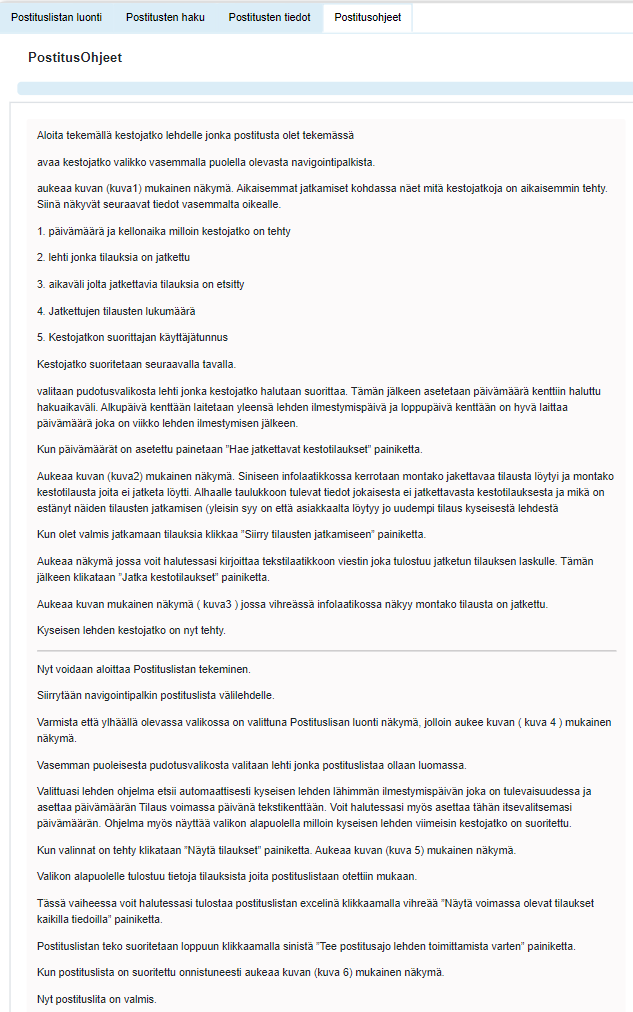 Postituslistan luonti
Postitusten haku
Postitusten tiedot
Postitusohjeet
PostitusOhjeet
Aloita tekemällä kestojatko lehdelle jonka postitusta olet tekemässä
avaa kestojatko valikko vasemmalla puolella olevasta navigointipalkista.
aukeaa kuvan (kuva1) mukainen näkymä. Aikaisemmat jatkamiset kohdassa näet mitä kestojatkoja on aikaisemmin tehty.
Siinä näkyvät seuraavat tiedot vasemmalta oikealle.
1. päivämäärä ja kellonaika milloin kestojatko on tehty
2. lehti jonka tilauksia on jatkettu
3. aikaväli jolta jatkettavia tilauksia on etsitty
4. Jatkettujen tilausten lukumäärä
5. Kestojatkon suorittajan käyttäjätunnus
Kestojatko suoritetaan seuraavalla tavalla.
valitaan pudotusvalikosta lehti jonka kestojatko halutaan suorittaa. Tämän jälkeen asetetaan päivämäärä kenttiin haluttu
hakuaikaväli. Alkupäivä kenttään laitetaan yleensä lehden ilmestymispäivä ja loppupäivä kenttään on hyvä laittaa
päivämäärä joka on viikko lehden ilmestymisen jälkeen.
Kun päivämäärät on asetettu painetaan "Hae jatkettavat kestotilaukset" painiketta.
Aukeaa kuvan (kuva2) mukainen näkymä. Siniseen infolaatikkossa kerrotaan montako jakettavaa tilausta löytyi ja montako
kestotilausta joita ei jatketa löytti. Alhaalle taulukkoon tulevat tiedot jokaisesta ei jatkettavasta kestotilauksesta ja mikä on
estänyt näiden tilausten jatkamisen (yleisin syy on että asiakkaalta löytyy jo uudempi tilaus kyseisestä lehdestä
Kun olet valmis jatkamaan tilauksia klikkaa "Siirry tilausten jatkamiseen" painiketta.
Aukeaa näkymä jossa voit halutessasi kirjoittaa tekstilaatikkoon viestin joka tulostuu jatketun tilauksen laskulle. Tämän
jälkeen klikataan "Jatka kestotilaukset" painiketta.
Aukeaa kuvan mukainen näkymä ( kuva3 ) jossa vihreässä infolaatikossa näkyy montako tilausta on jatkettu.
Kyseisen lehden kestojatko on nyt tehty.
Nyt voidaan aloittaa Postituslistan tekeminen.
Siirrytään navigointipalkin postituslista välilehdelle.
Varmista että ylhäällä olevassa valikossa on valittuna Postituslisan luonti näkymä, jolloin aukee kuvan ( kuva 4 ) mukainen
näkymä.
Vasemman puoleisesta pudotusvalikosta valitaan lehti jonka postituslistaa ollaan luomassa.
Valittuasi lehden ohjelma etsii automaattisesti kyseisen lehden lähimmän ilmestymispäivän joka on tulevaisuudessa ja
asettaa päivämäärän Tilaus voimassa päivänä tekstikenttään. Voit halutessasi myös asettaa tähän itsevalitsemasi
päivämäärän. Ohjelma myös näyttää valikon alapuolella milloin kyseisen lehden viimeisin kestojatko on suoritettu.
Kun valinnat on tehty klikataan "Näytä tilaukset" painiketta. Aukeaa kuvan (kuva 5) mukainen näkymä.
Valikon alapuolelle tulostuu tietoja tilauksista joita postituslistaan otettiin mukaan.
Tässä vaiheessa voit halutessasi tulostaa postituslistan excelinä klikkaamalla vihreää "Näytä voimassa olevat tilaukset
kaikilla tiedoilla" painiketta.
Postituslistan teko suoritetaan loppuun klikkaamalla sinistä "Tee postitusajo lehden toimittamista varten" painiketta.
Kun postituslista on suoritettu onnistuneesti aukeaa kuvan (kuva 6) mukainen näkymä.
Nyt postituslita on valmis.